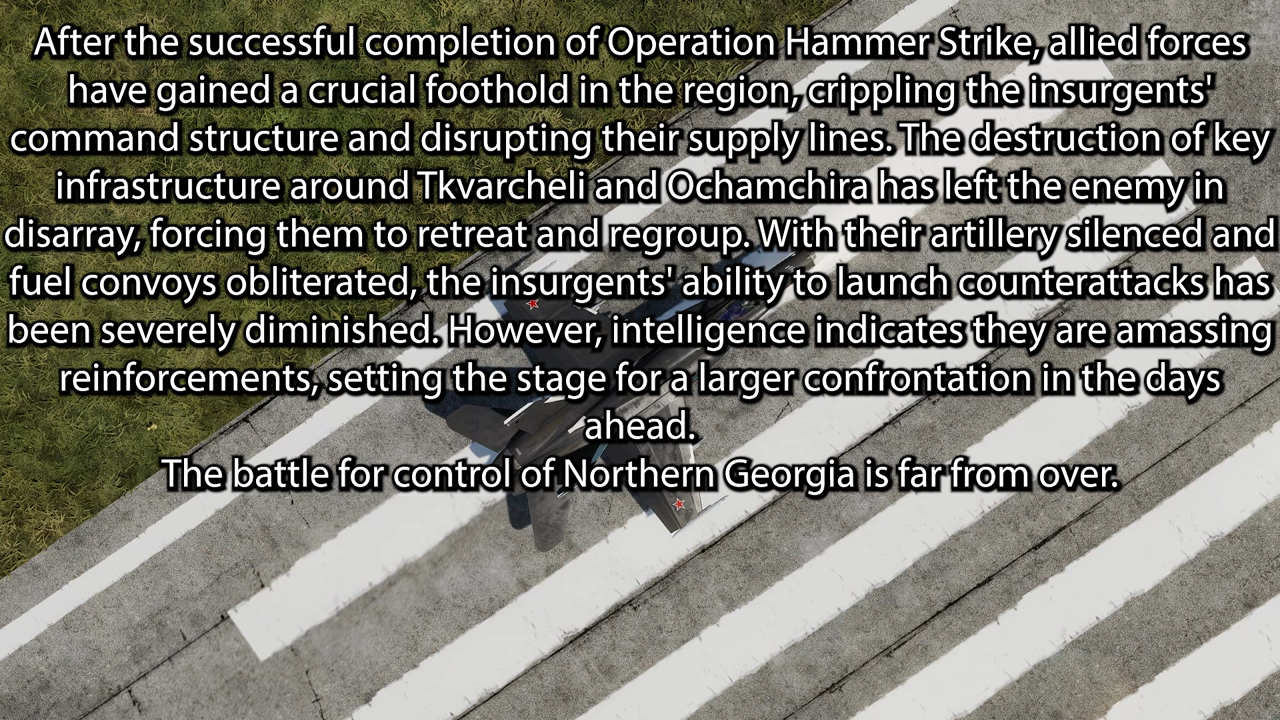 After the successful completion of Operation Hammer Strike, allied forces
have gained a crucial foothold in the region, crippling the insurgents'
command structure and disrupting their supply lines. The destruction of key
infrastructure around Tkvarcheli and Ochamchira has left the enemy in
disarray, forcing them to retreat and regroup. With their artillery silenced and
fuel convoys obliterated, the insurgents' ability to launch counterattacks has
been severely diminished. However, intelligence indicates they are amassing
reinforcements, setting the stage for a larger confrontation in the days
ahead.
The battle for control of Northern Georgia is far from over.